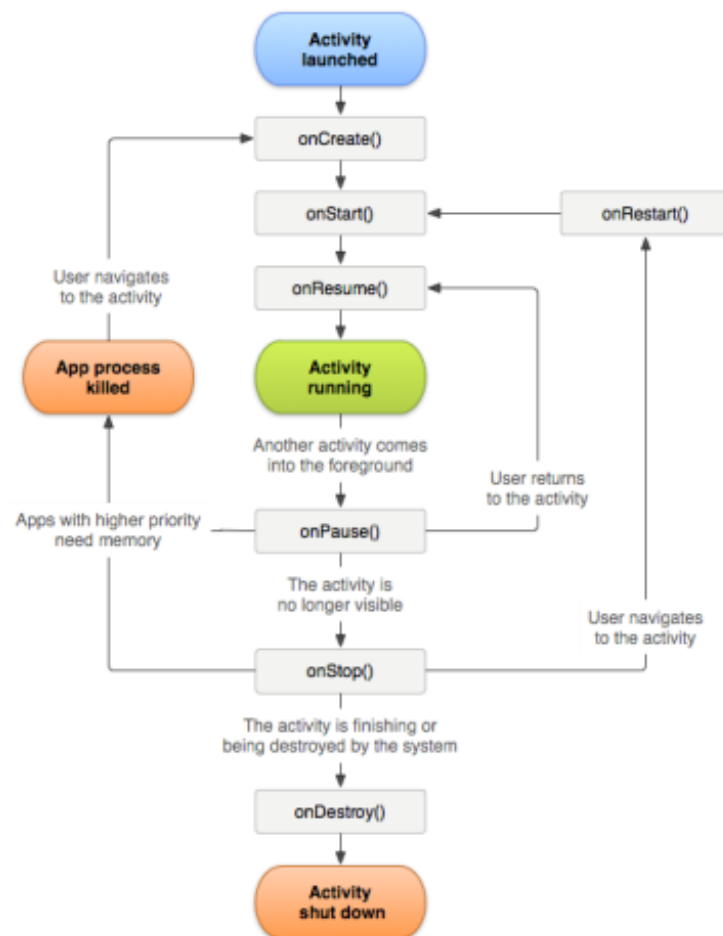 Activity
launched
onCreate()
onStart()
onRestart()
User navigates
to the activity
onResume()
App process
killed
Activity
running
Another activity comes
into the foreground
User returns
to the activity
Apps with higher priority
need memory
onPause()
The activity is
no longer visible
User navigates
to the activity
onStop()
The activity is finishing or
being destroyed by the system
onDestroy()
Activity
shut down